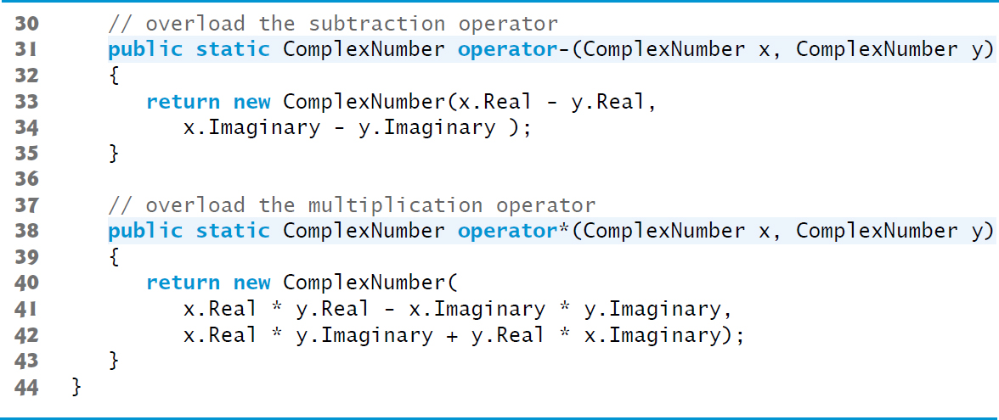 30 // overload the subtraction operator
31 public static ComplexNumber operator-(ComplexNumber x, ComplexNumber y)
32 {
33 return new ComplexNumber(x.Real - y.Real,
34 x.Imaginary - y.Imaginary );
35 }
36
37 // overload the multiplication operator
38 public static ComplexNumber operator*(ComplexNumber x, ComplexNumber y)
39 {
40 return new ComplexNumber(
41 x.Real * y.Real - x.Imaginary * y.Imaginary,
42 x.Real * y.Imaginary + y.Real * x.Imaginary);
43 }
44 }